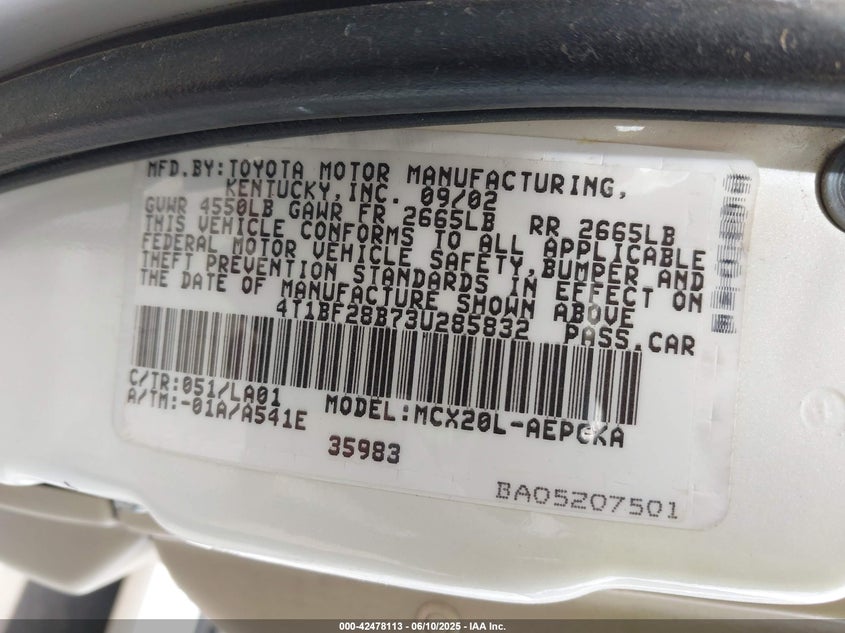 MFD.BY:TOYOTA MOTOR MANUFACTURING,
KENTUCKY,INC. 09/02
GVWR 4550LB GAWR FR 2665LB RR 2665LB
THIS VEHICLE CONFORMS TO ALL APPLICABLE
FEDERAL MOTOR VEHICLE SAFETY,BUMPER AND
THEFT PREVENTION STANDARDS IN EFFECT ON
THE DATE OF MANUFACTURE SHOWN ABOVE
4T1BF28B73U285832 PASS.CAR
C/TR:051/LA01
A/TM:-01A/A541E MODEL:MCX20L-AEPGKA
35983
BA05207501
000-42478113 - 06/10/2025 - © IAA Inc.